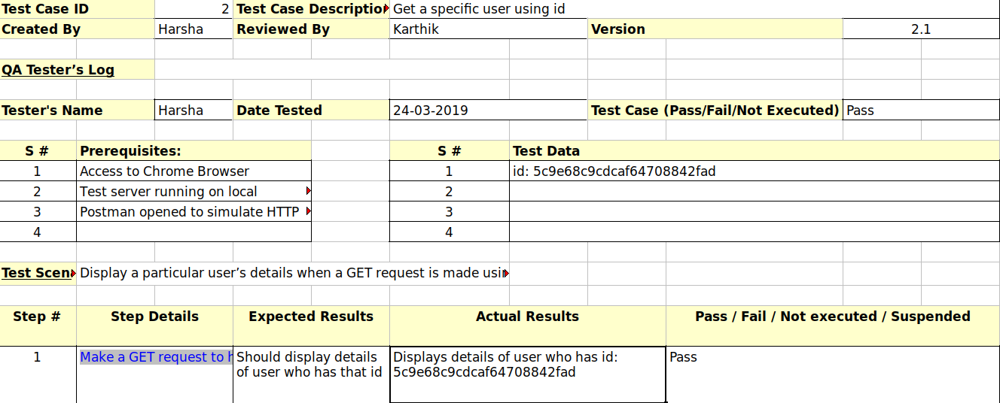 Test Case ID 2 Test Case Description Get a specific user using id
Created By Harsha Reviewed By Karthik Version 2.1
QA Tester’s Log
Tester's Name Harsha Date Tested 24-03-2019 Test Case (Pass/Fail/Not Executed) Pass
S # Prerequisites: S # Test Data
1 Access to Chrome Browser 1 id: 5c9e68c9cdcaf64708842fad
2 Test server running on local 2
3 Postman opened to simulate HTTP 3
4 4
Test Scen Display a particular user’s details when a GET request is made usin
Step # Step Details Expected Results Actual Results Pass / Fail / Not executed / Suspended
1 Make a GET request to h Should display details Displays details of user who has id: Pass
of user who has that id 5c9e68c9cdcaf64708842fad